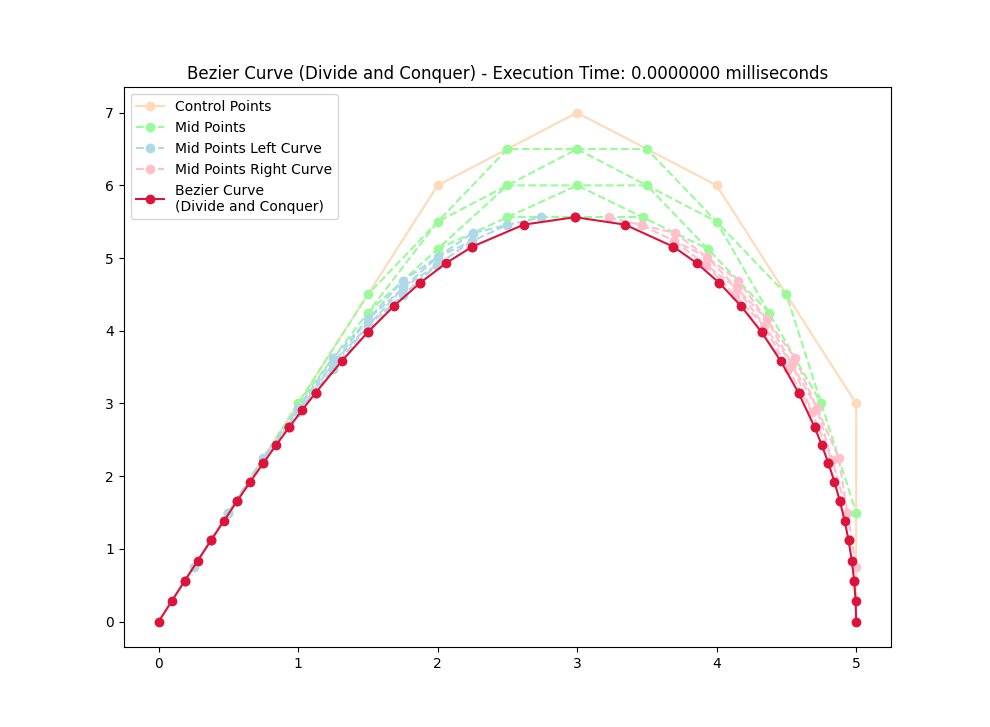 Bezier Curve (Divide and Conquer) - Execution Time: 0.0000000 milliseconds
Control Points
Mid Points
Mid Points Left Curve
Mid Points Right Curve
Bezier Curve
(Divide and Conquer)
7
6
5
4
3
2
1
0
0 1 2 3 4 5